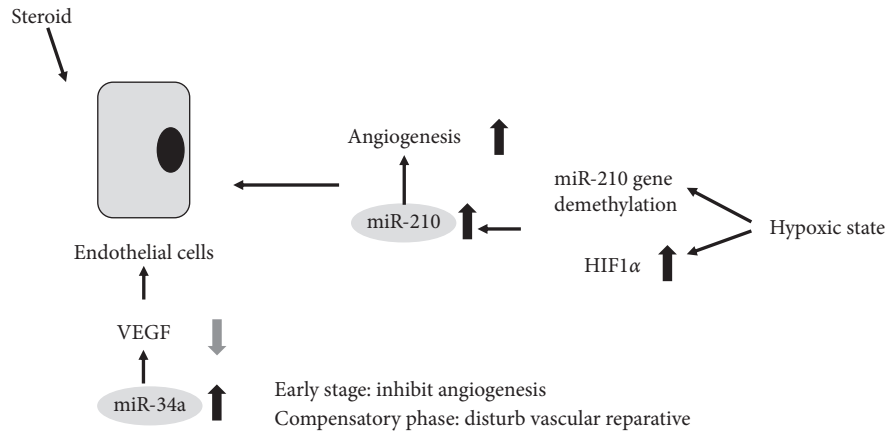 Steroid
Angiogenesis
miR-210 gene
demethylation
miR-210
Hypoxic state
HIF1α
Endothelial cells
VEGF
miR-34a
Early stage: inhibit angiogenesis
Compensatory phase: disturb vascular reparative